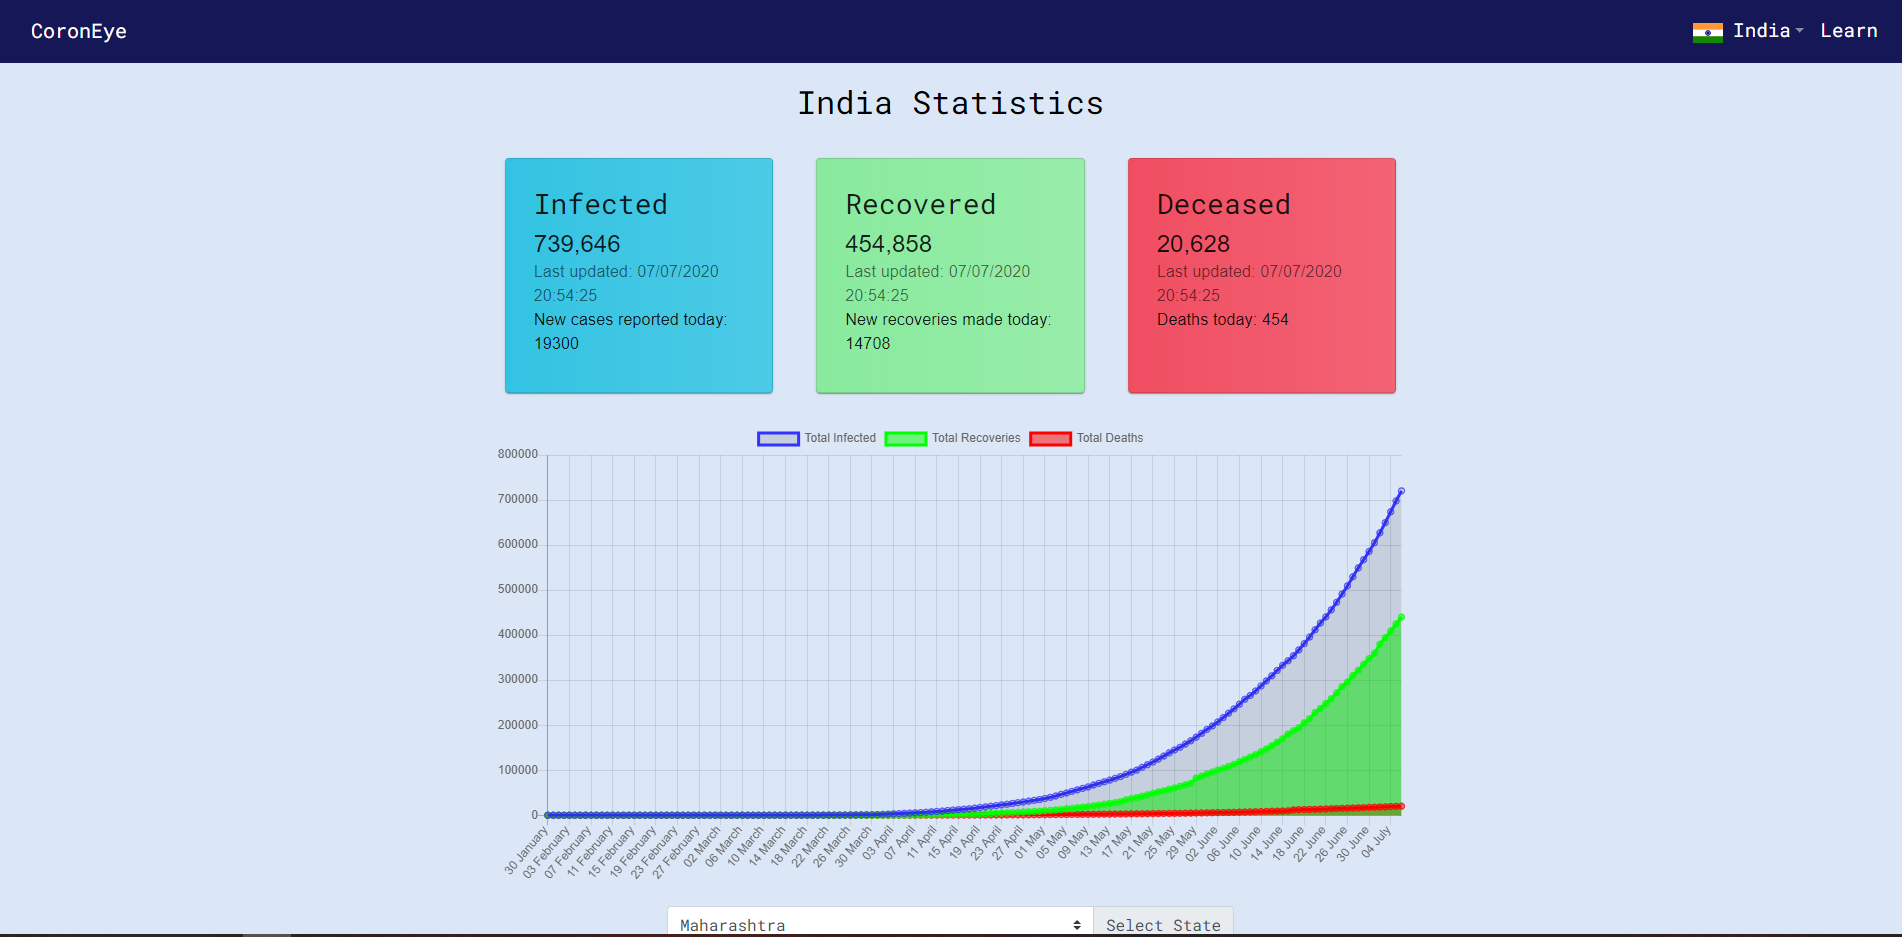 CoronEye
India
Learn
India Statistics
Infected
739,646
Last updated: 07/07/2020
20:54:25
New cases reported today:
19300
Recovered
454,858
Last updated: 07/07/2020
20:54:25
New recoveries made today:
14708
Deceased
20,628
Last updated: 07/07/2020
20:54:25
Deaths today: 454
Total Infected
Total Recoveries
Total Deaths
800000
700000
600000
500000
400000
300000
200000
100000
0
30 January
03 February
07 February
11 February
15 February
19 February
23 February
27 February
02 March
06 March
10 March
14 March
18 March
22 March
26 March
30 March
03 April
07 April
11 April
15 April
19 April
23 April
27 April
01 May
05 May
09 May
13 May
17 May
21 May
25 May
29 May
02 June
06 June
10 June
14 June
18 June
22 June
26 June
30 June
04 July
Maharashtra
Select State